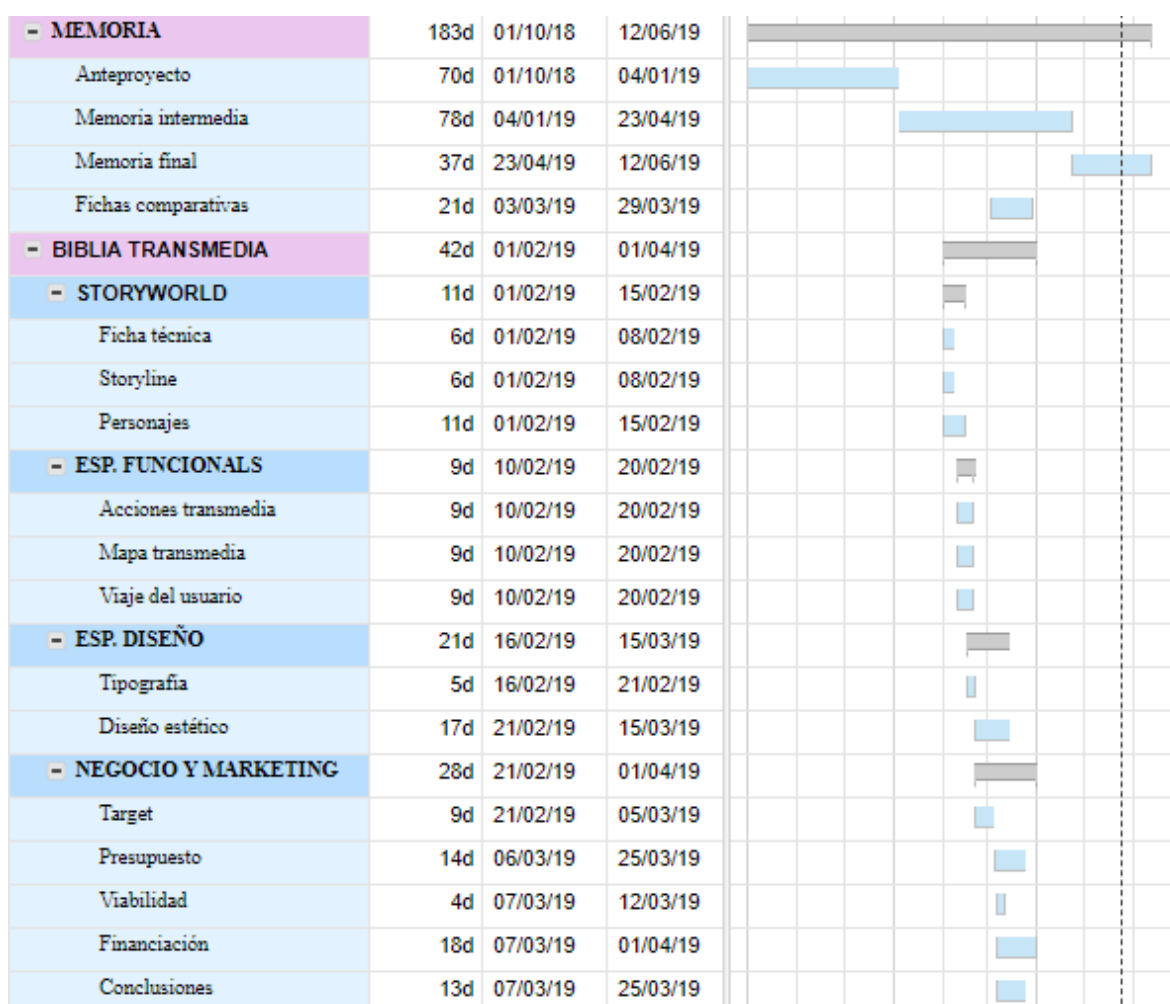 MEMORIA 183d 01/10/18 12/06/19
Anteproyecto 70d 01/10/18 04/01/19
Memoria intermedia 78d 04/01/19 23/04/19
Memoria final 37d 23/04/19 12/06/19
Fichas comparativas 21d 03/03/19 29/03/19
BIBLIA TRANSMEDIA 42d 01/02/19 01/04/19
STORYWORLD 11d 01/02/19 15/02/19
Ficha técnica 6d 01/02/19 08/02/19
Storyline 6d 01/02/19 08/02/19
Personajes 11d 01/02/19 15/02/19
ESP. FUNCIONALS 9d 10/02/19 20/02/19
Acciones transmedia 9d 10/02/19 20/02/19
Mapa transmedia 9d 10/02/19 20/02/19
Viaje del usuario 9d 10/02/19 20/02/19
ESP. DISEÑO 21d 16/02/19 15/03/19
Tipografía 5d 16/02/19 21/02/19
Diseño estético 17d 21/02/19 15/03/19
NEGOCIO Y MARKETING 28d 21/02/19 01/04/19
Target 9d 21/02/19 05/03/19
Presupuesto 14d 06/03/19 25/03/19
Viabilidad 4d 07/03/19 12/03/19
Financiación 18d 07/03/19 01/04/19
Conclusiones 13d 07/03/19 25/03/19